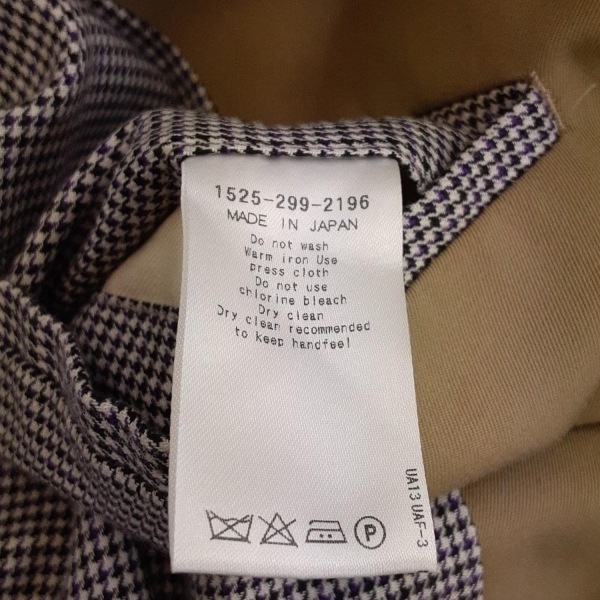 1525-299-2196
MADE IN JAPAN
Do not wash
Warm iron Use
press cloth
Do not use
chlorine bleach
Dry clean
Dry clean recommended
to keep handfeel
UA13UAF-3
P